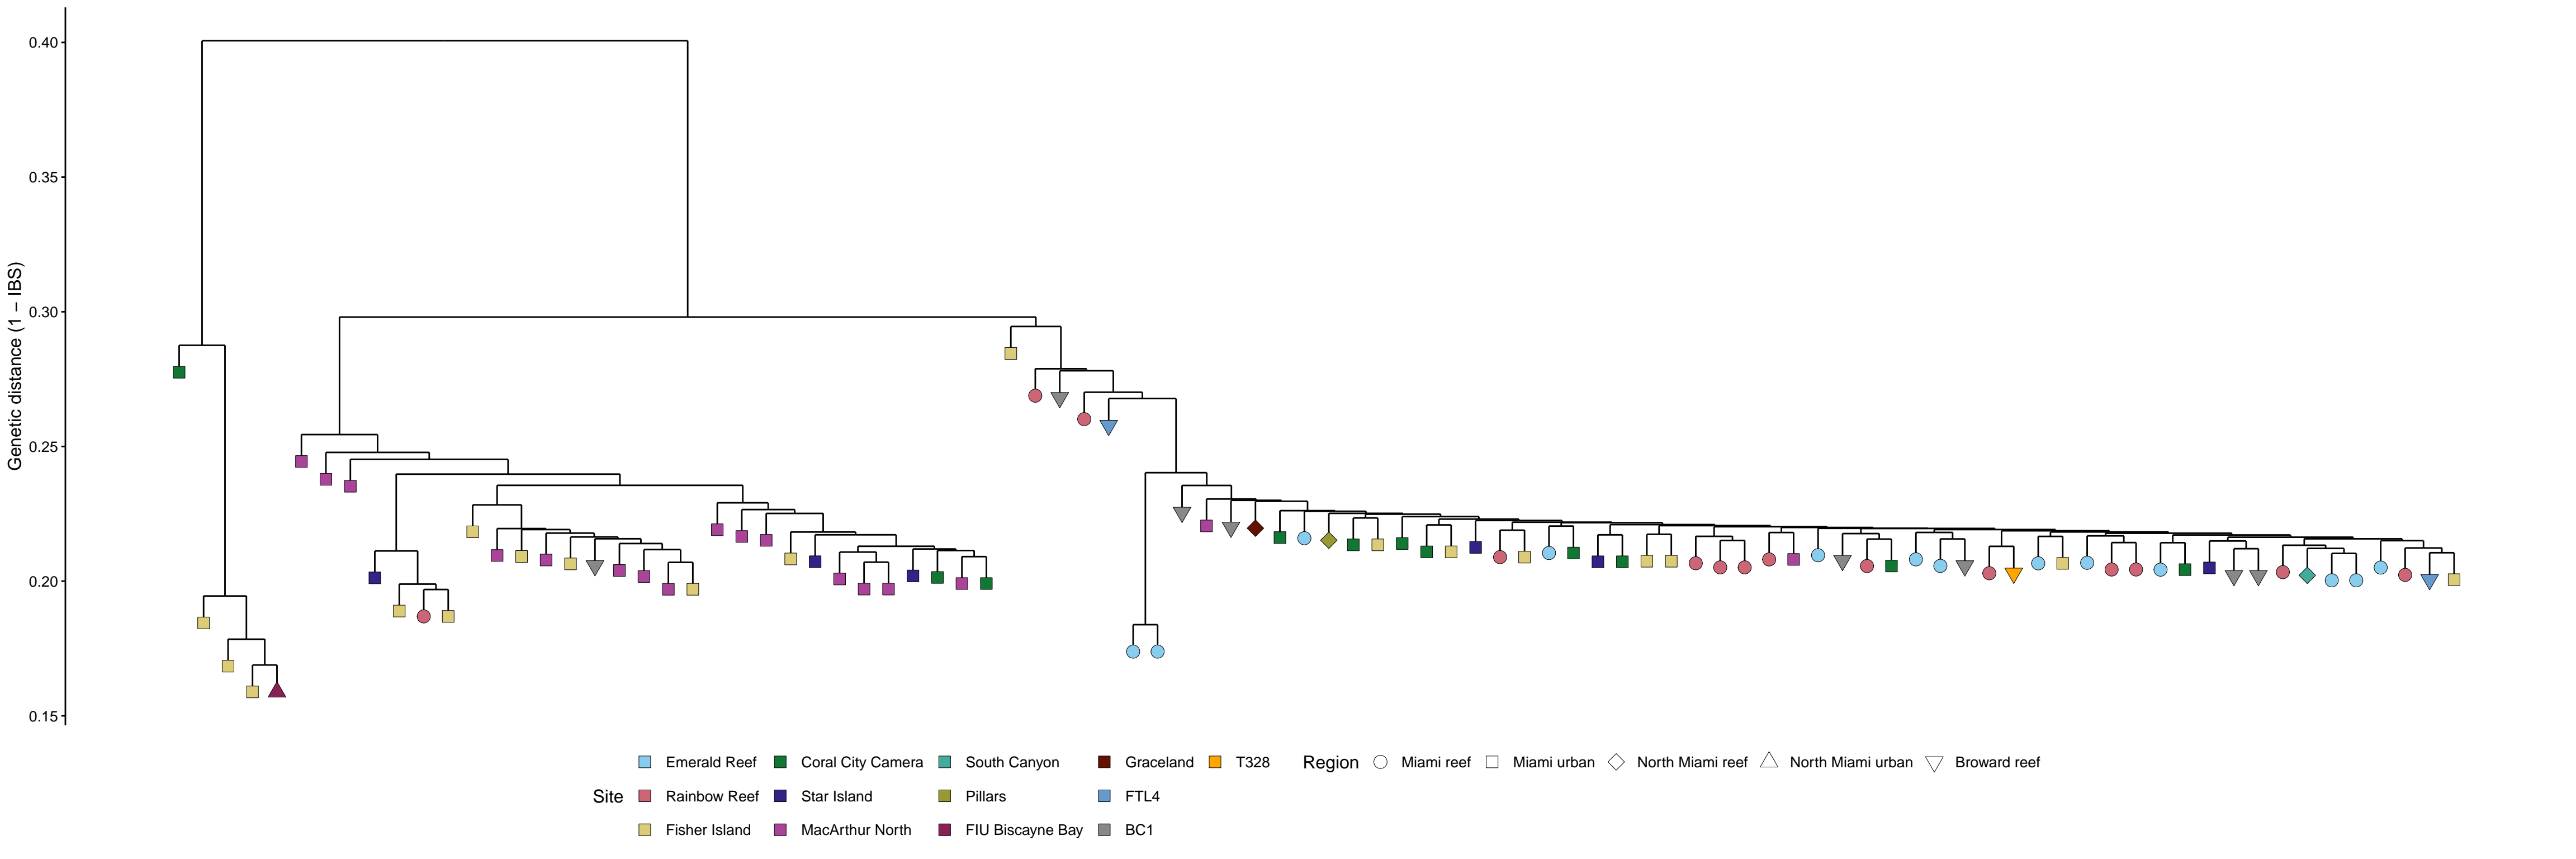 0.40
0.35
0.30
0.25
0.20
0.15
Genetic distance (1 − IBS)
Site
Emerald Reef
Rainbow Reef
Fisher Island
Coral City Camera
Star Island
MacArthur North
South Canyon
Pillars
FIU Biscayne Bay
Graceland
FTL4
BC1
T328
Region
Miami reef
Miami urban
North Miami reef
North Miami urban
Broward reef